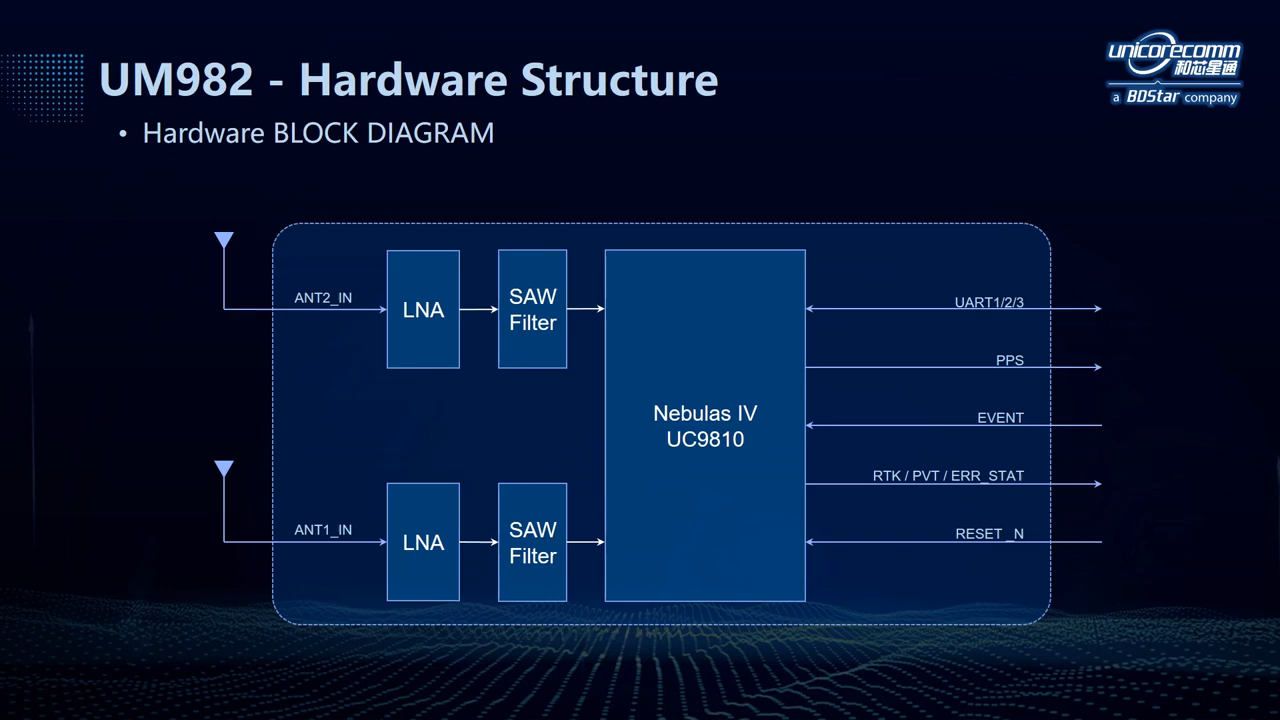 UM982 - Hardware Structure
• Hardware BLOCK DIAGRAM
unicorecomm
和芯星通
a BDStar company
ANT2_IN
LNA
SAW
Filter
UART1/2/3
PPS
Nebulas IV
UC9810
EVENT
RTK / PVT / ERR_STAT
ANT1_IN
LNA
SAW
Filter
RESET _N